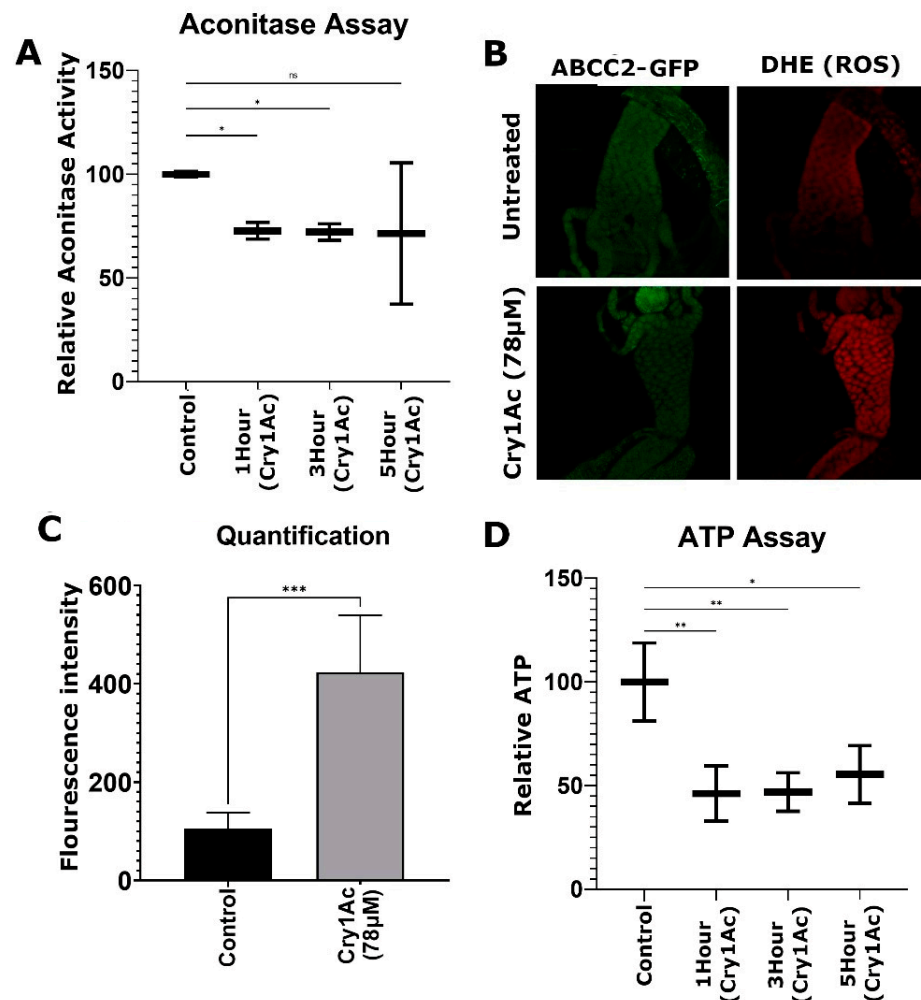 A
Aconitase Assay
Relative Aconitase Activity
150
100
50
0
ns
*
*
Control
1Hour
(Cry1Ac)
3Hour
(Cry1Ac)
5Hour
(Cry1Ac)
B
ABCC2-GFP
DHE (ROS)
Untreated
Cry1Ac (78µM)
C
Quantification
Flourescence intensity
600
400
200
0
***
Control
Cry1Ac
(78µM)
D
ATP Assay
Relative ATP
150
100
50
0
*
**
**
Control
1Hour
(Cry1Ac)
3Hour
(Cry1Ac)
5Hour
(Cry1Ac)